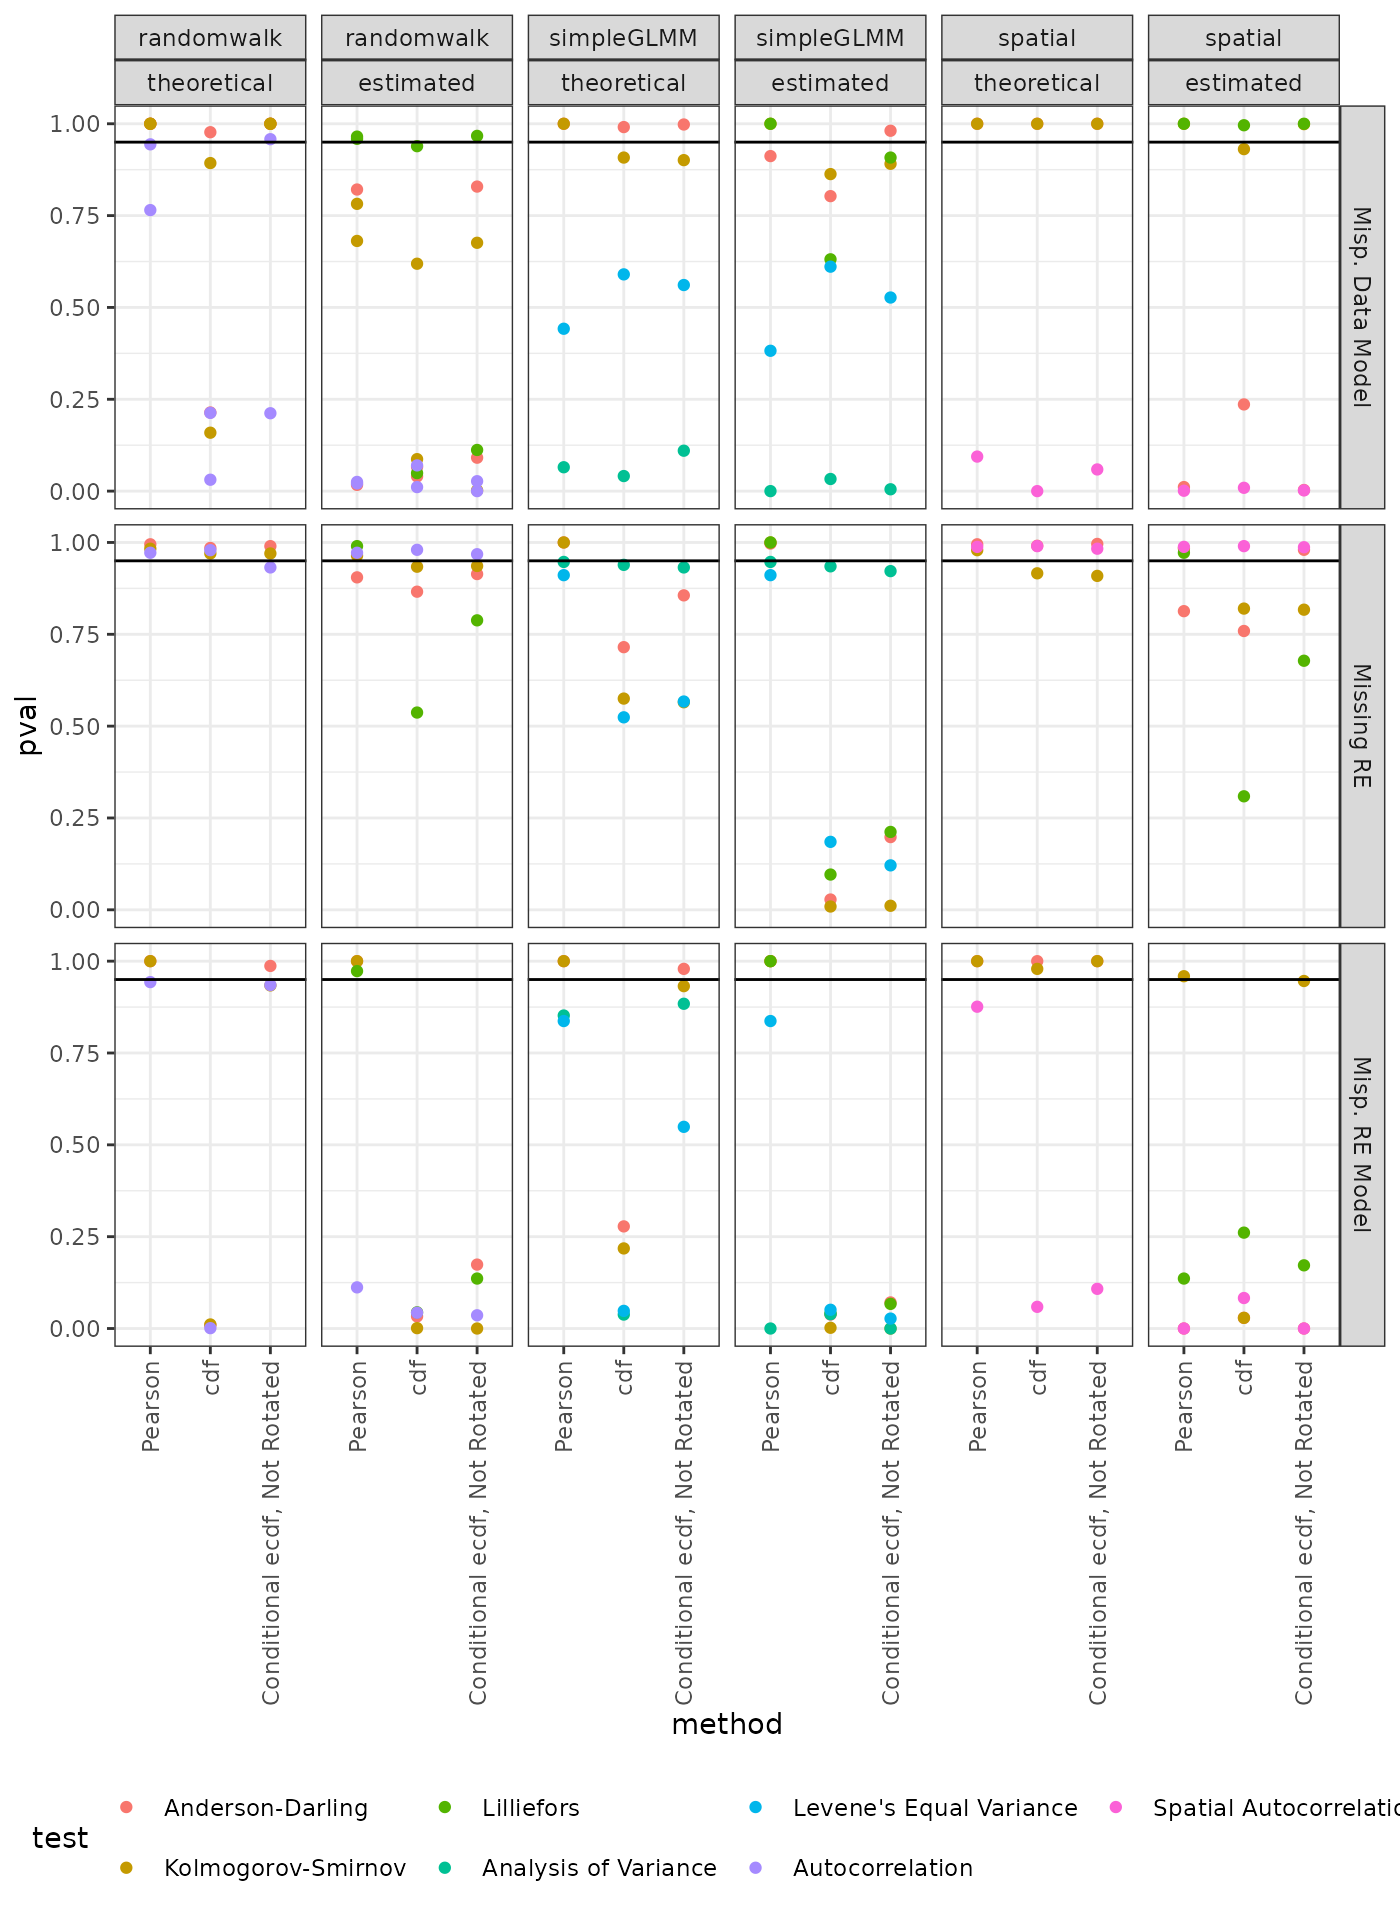 randomwalk randomwalk simpleGLMM simpleGLMM spatial spatial
theoretical estimated theoretical estimated theoretical estimated
1.00
0.75
0.50
0.25
0.00
Misp. Data Model
1.00
0.75
0.50
0.25
0.00
Missing RE
1.00
0.75
0.50
0.25
0.00
Misp. RE Model
pval
Pearson
cdf
Conditional ecdf, Not Rotated
Pearson
cdf
Conditional ecdf, Not Rotated
Pearson
cdf
Conditional ecdf, Not Rotated
Pearson
cdf
Conditional ecdf, Not Rotated
Pearson
cdf
Conditional ecdf, Not Rotated
Pearson
cdf
Conditional ecdf, Not Rotated
method
test
Anderson-Darling Lilliefors Levene's Equal Variance Spatial Autocorrelatio
Kolmogorov-Smirnov Analysis of Variance Autocorrelation